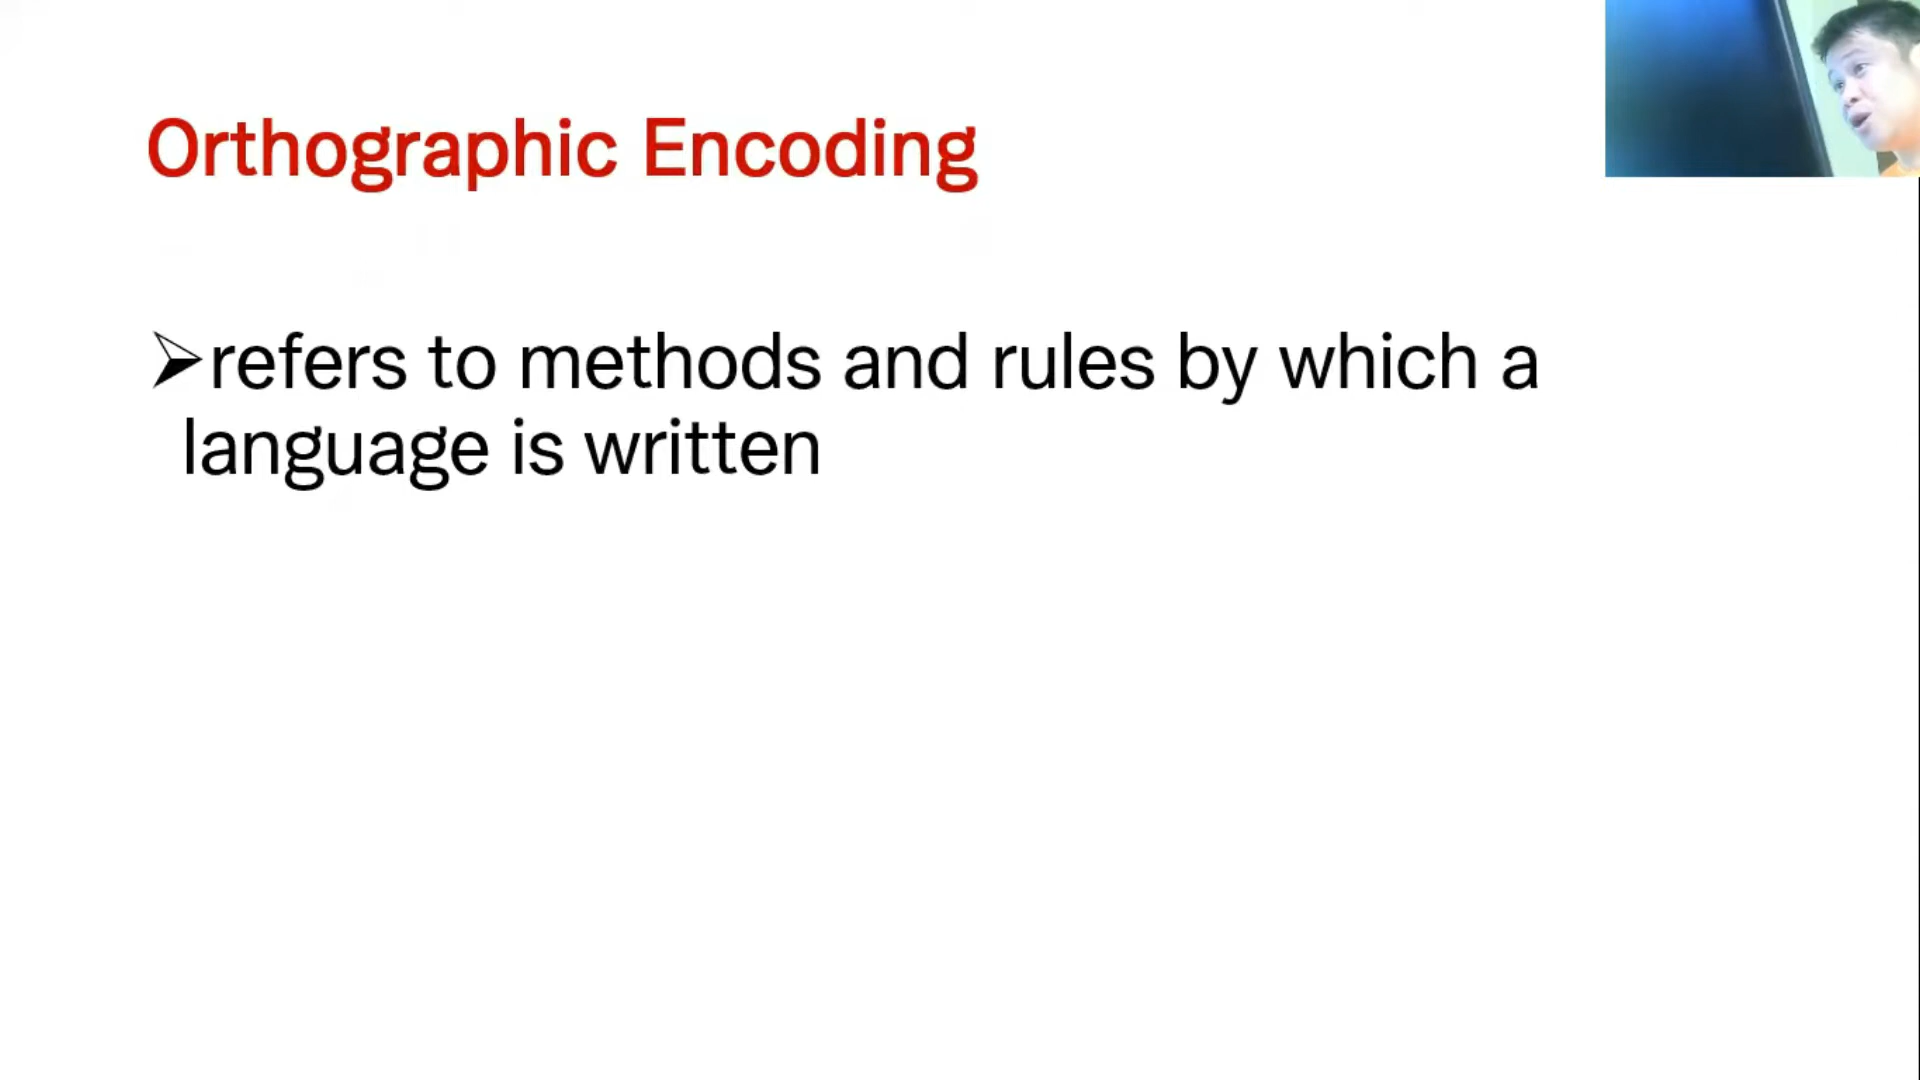 Orthographic Encoding
➢refers to methods and rules by which a
language is written